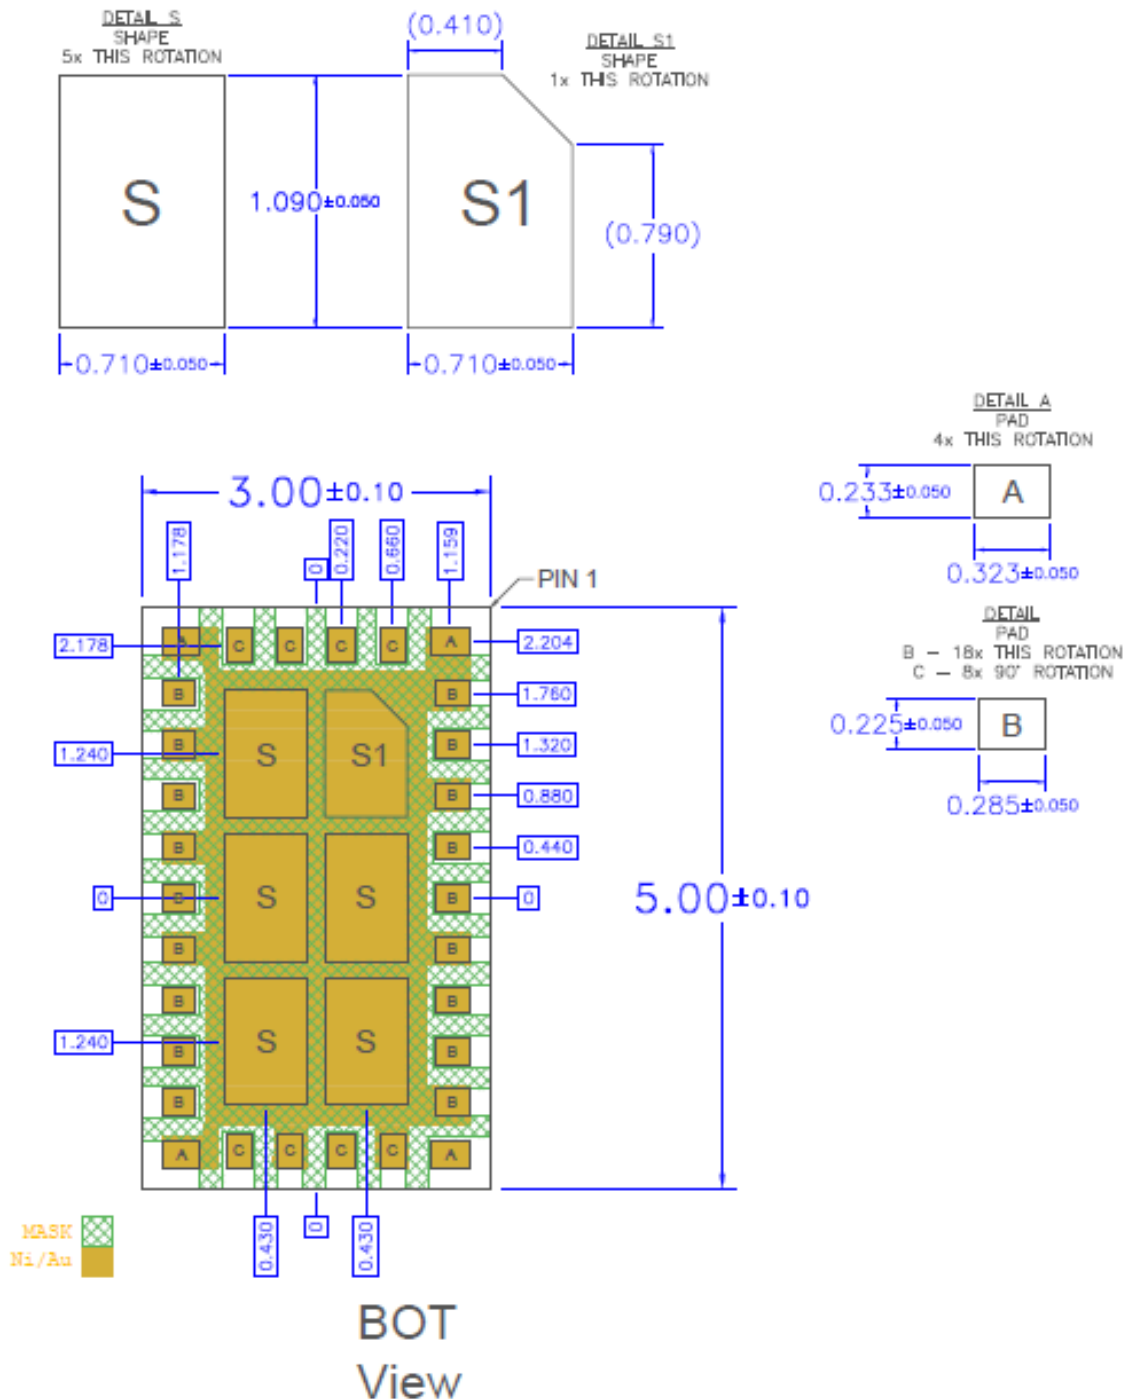 DETAIL S
SHAPE
5x THIS ROTATION
(0.410)
DETAIL S1
SHAPE
1x THIS ROTATION
S
1.090±0.050
S1
(0.790)
0.710±0.050
0.710±0.050
DETAIL A
PAD
4x THIS ROTATION
0.233±0.050
A
0.323±0.050
DETAIL
PAD
B – 18x THIS ROTATION
C – 8x 90° ROTATION
0.225±0.050
B
0.285±0.050
3.00±0.10
1.178
0
0.220
0.660
1.159
PIN 1
2.178
A
C
C
C
C
A
2.204
B
B
1.760
1.240
B
S
S1
B
1.320
B
B
0.880
B
B
0.440
0
B
S
S
B
0
5.00±0.10
B
B
B
B
1.240
B
S
S
B
B
B
A
C
C
C
C
A
0.430
0
0.430
MASK
Ni/Au
BOT
View